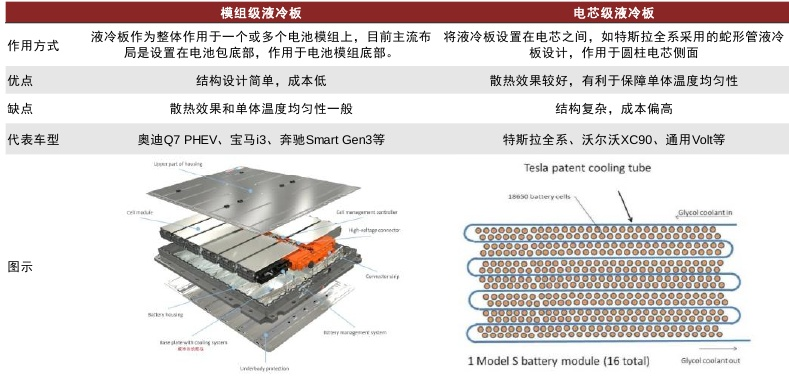 模组级液冷板
电芯级液冷板
作用方式
液冷板作为整体作用于一个或多个电池模组上，目前主流布
局是设置在电池包底部，作用于电池模组底部。
将液冷板设置在电芯之间，如特斯拉全系采用的蛇形管液冷
板设计，作用于圆柱电芯侧面
优点
结构设计简单，成本低
散热效果较好，有利于保障单体温度均匀性
缺点
散热效果和单体温度均匀性一般
结构复杂，成本偏高
代表车型
奥迪Q7 PHEV、宝马i3、奔驰Smart Gen3等
特斯拉全系、沃尔沃XC90、通用Volt等
图示
Upper part of housing
Cell module
Cell management controller
High-voltage connector
Battery housing
Battery management system
Base plate with cooling system
Underbody protection
Tesla patent cooling tube
18650 battery cells
Glycol coolant in
1 Model S battery module (16 total)
Glycol coolant out